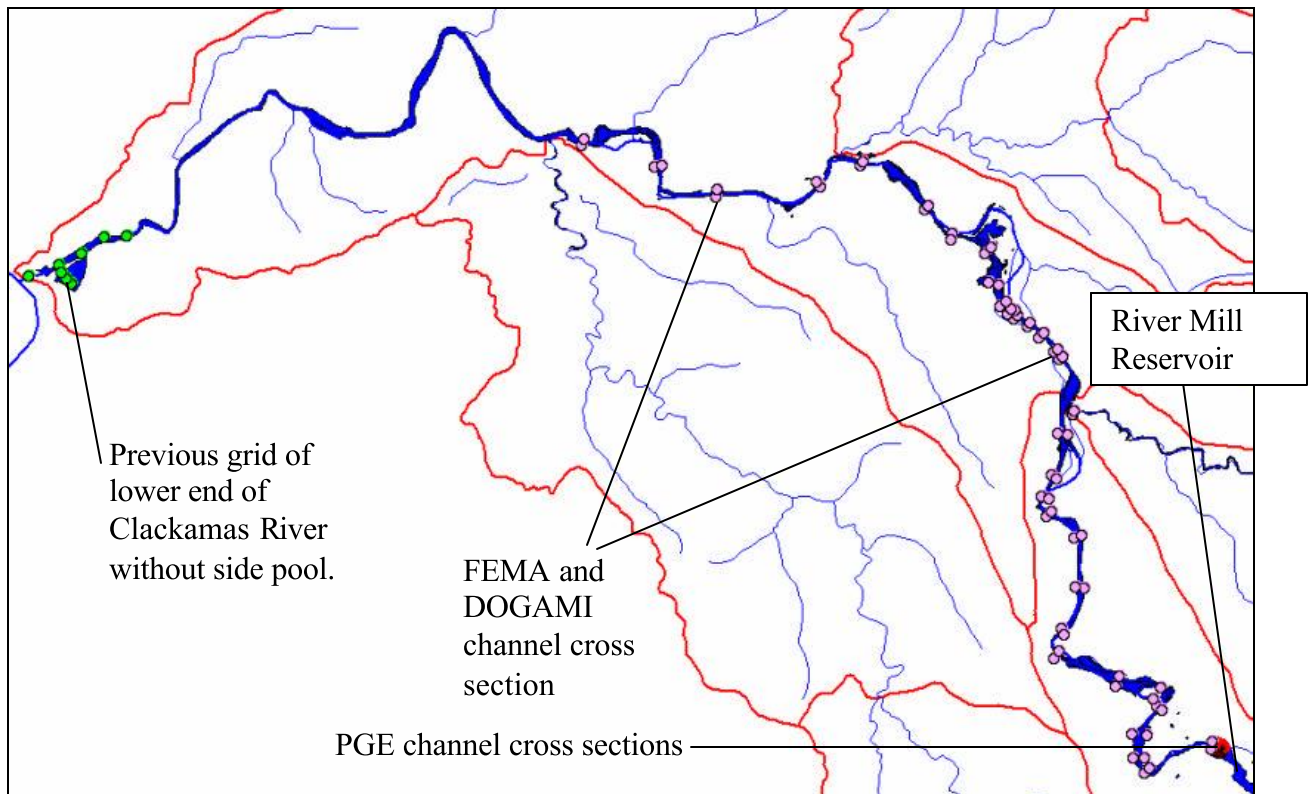 River Mill
Reservoir
Previous grid of
lower end of
Clackamas River
without side pool.
FEMA and
DOGAMI
channel cross
section
PGE channel cross sections